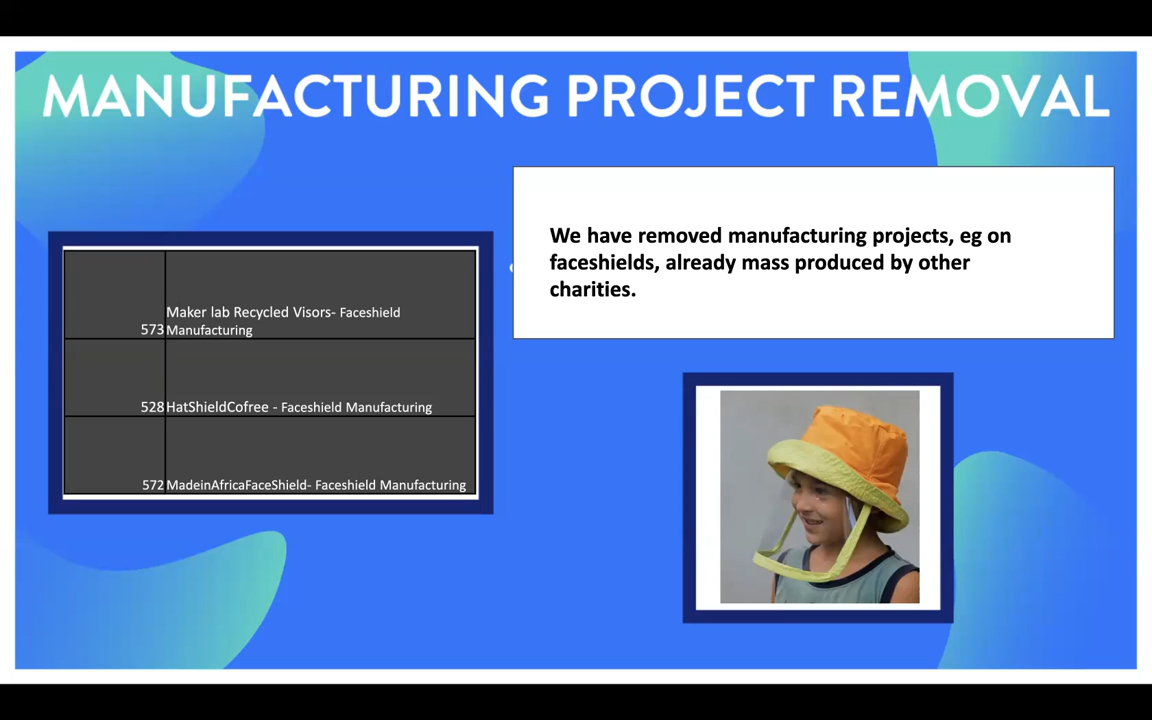 MANUFACTURING PROJECT REMOVAL
We have removed manufacturing projects, eg on
faceshields, already mass produced by other
charities.
Maker lab Recycled Visors- Faceshield
573 Manufacturing
528 HatShieldCofree - Faceshield Manufacturing
572 MadeinAfricaFaceShield- Faceshield Manufacturing